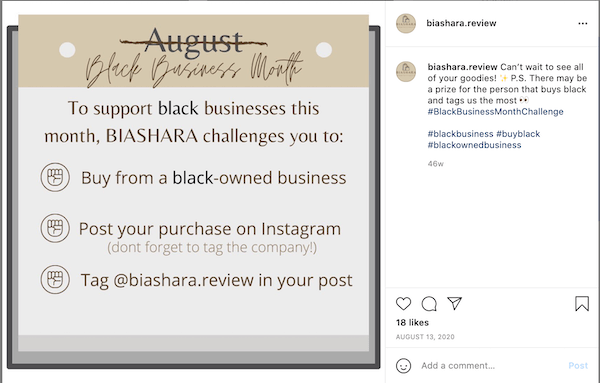 August
Black Business Month
To support black businesses this
month, BIASHARA challenges you to:
Buy from a black-owned business
Post your purchase on Instagram
(dont forget to tag the company!)
Tag @biashara.review in your post
biashara.review
biashara.review Can't wait to see all
of your goodies! ✨ P.S. There may be
a prize for the person that buys black
and tags us the most 👀
#BlackBusinessMonthChallenge
#blackbusiness #buyblack
#blackownedbusiness
46w
18 likes
AUGUST 13, 2020
Add a comment...
Post